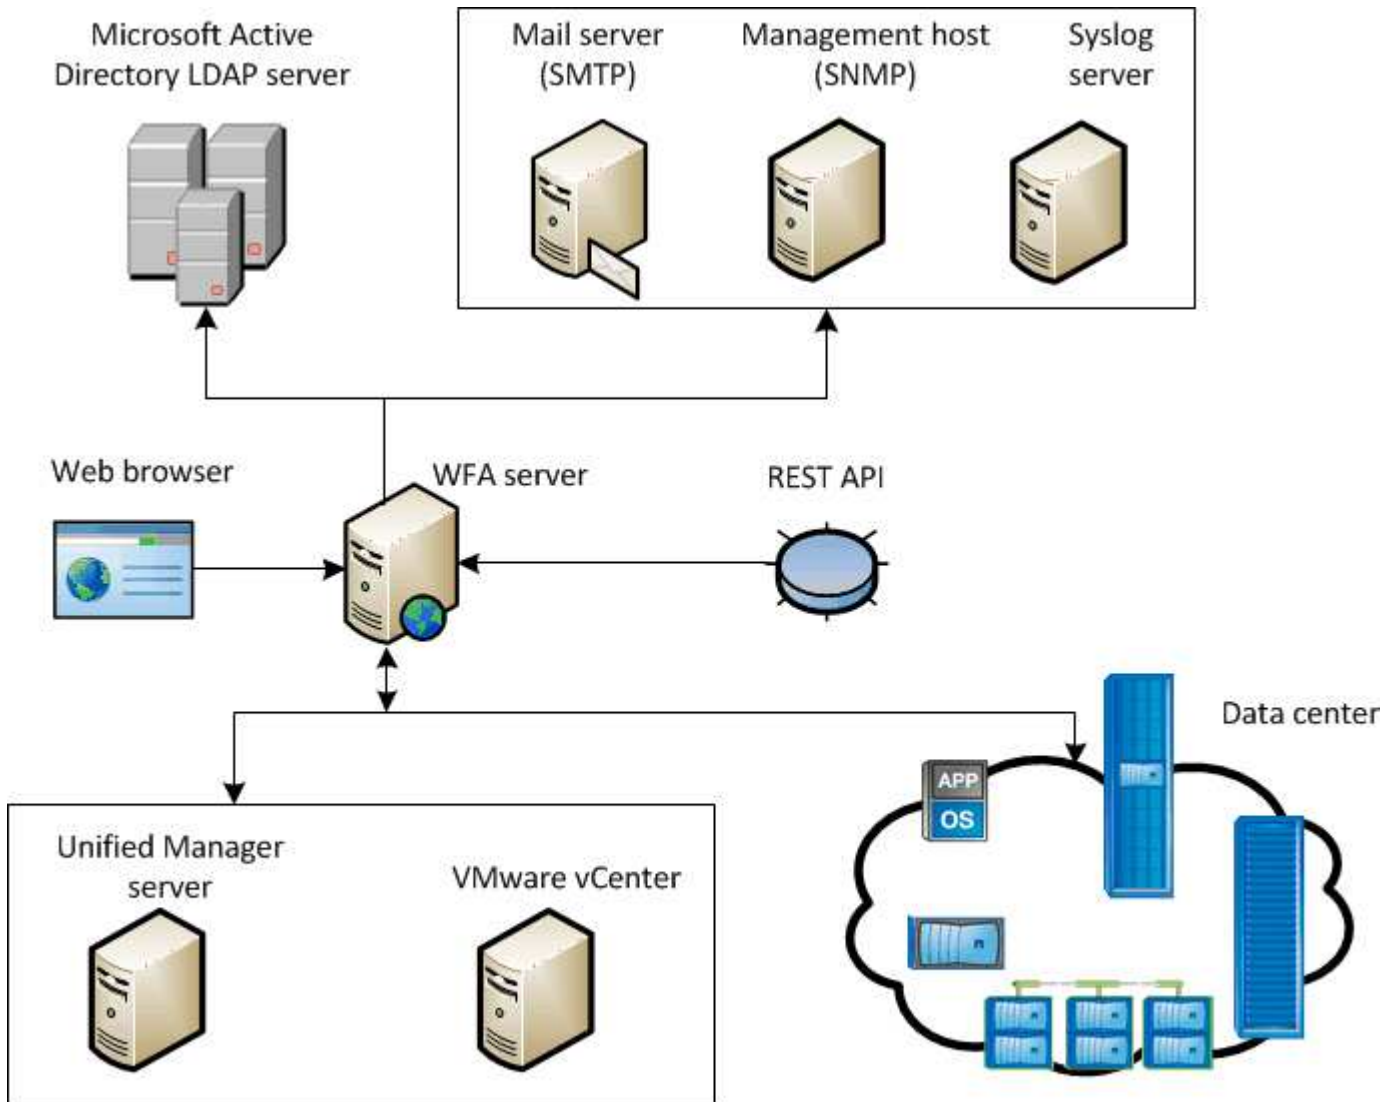 Microsoft Active
Directory LDAP server
Mail server
(SMTP)
Management host
(SNMP)
Syslog
server
Web browser
WFA server
REST API
Data center
APP
OS
Unified Manager
server
VMware vCenter